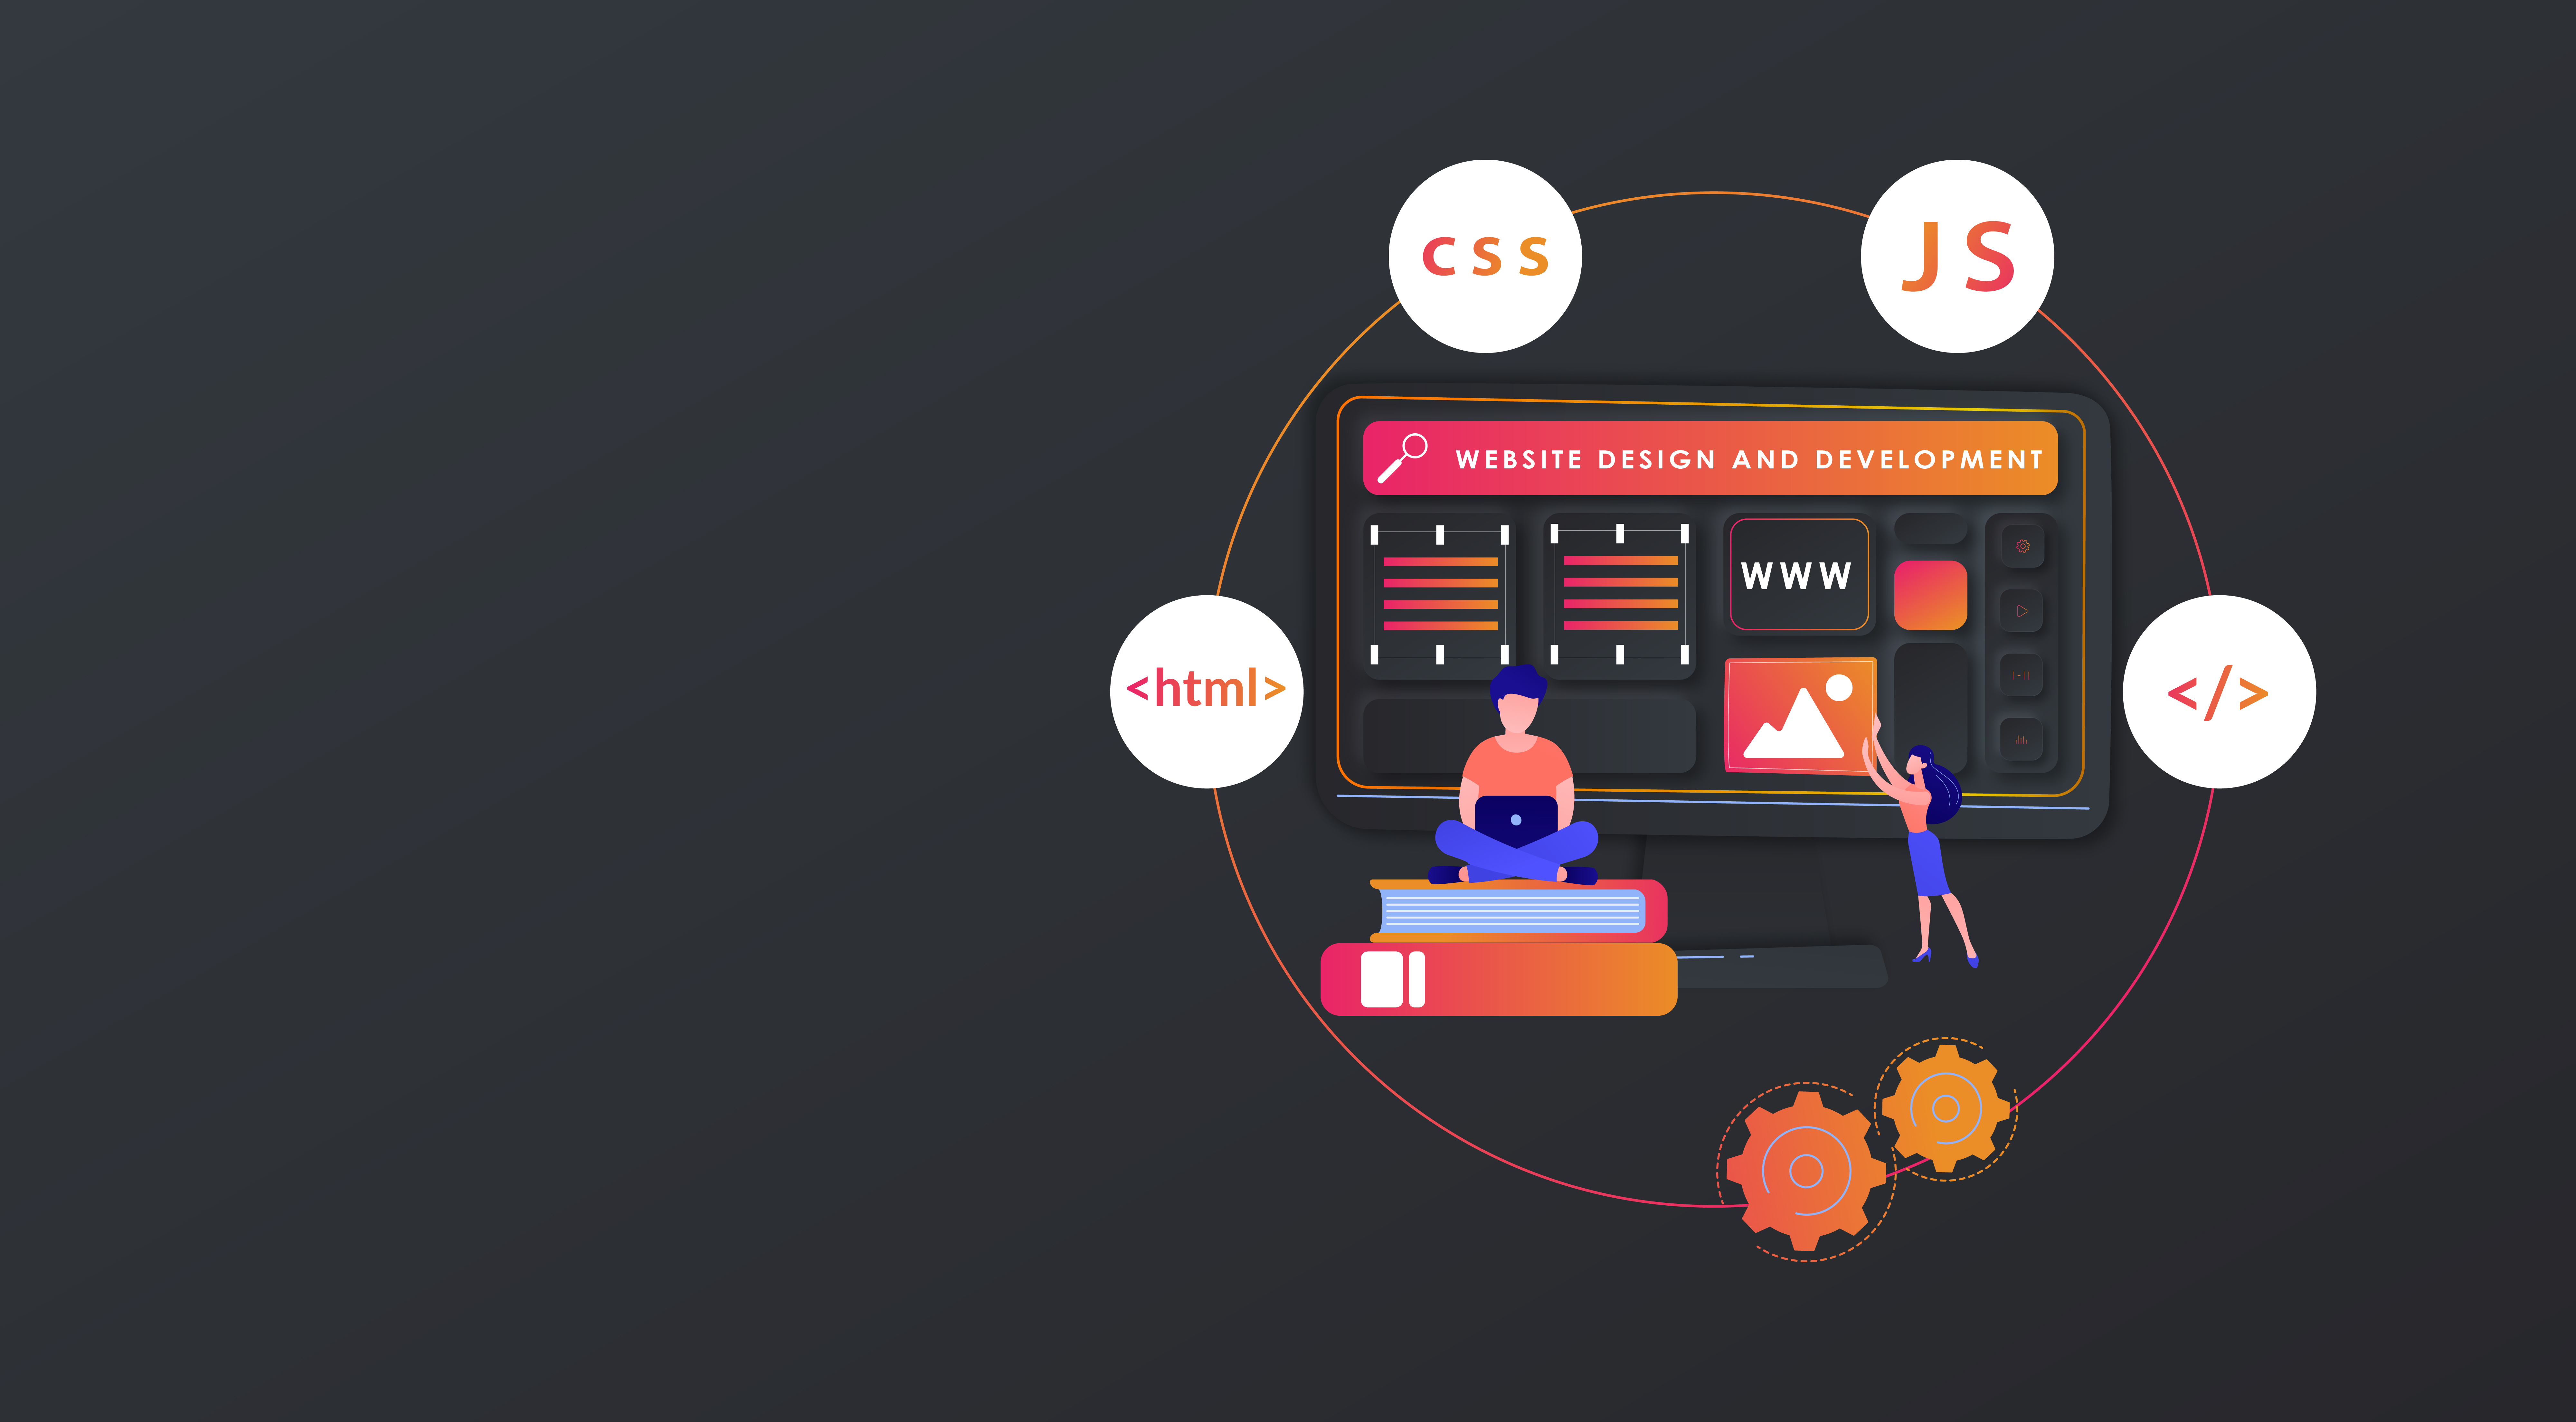 css
JS
WEBSITE DESIGN AND DEVELOPMENT
WWW
<html>
</>